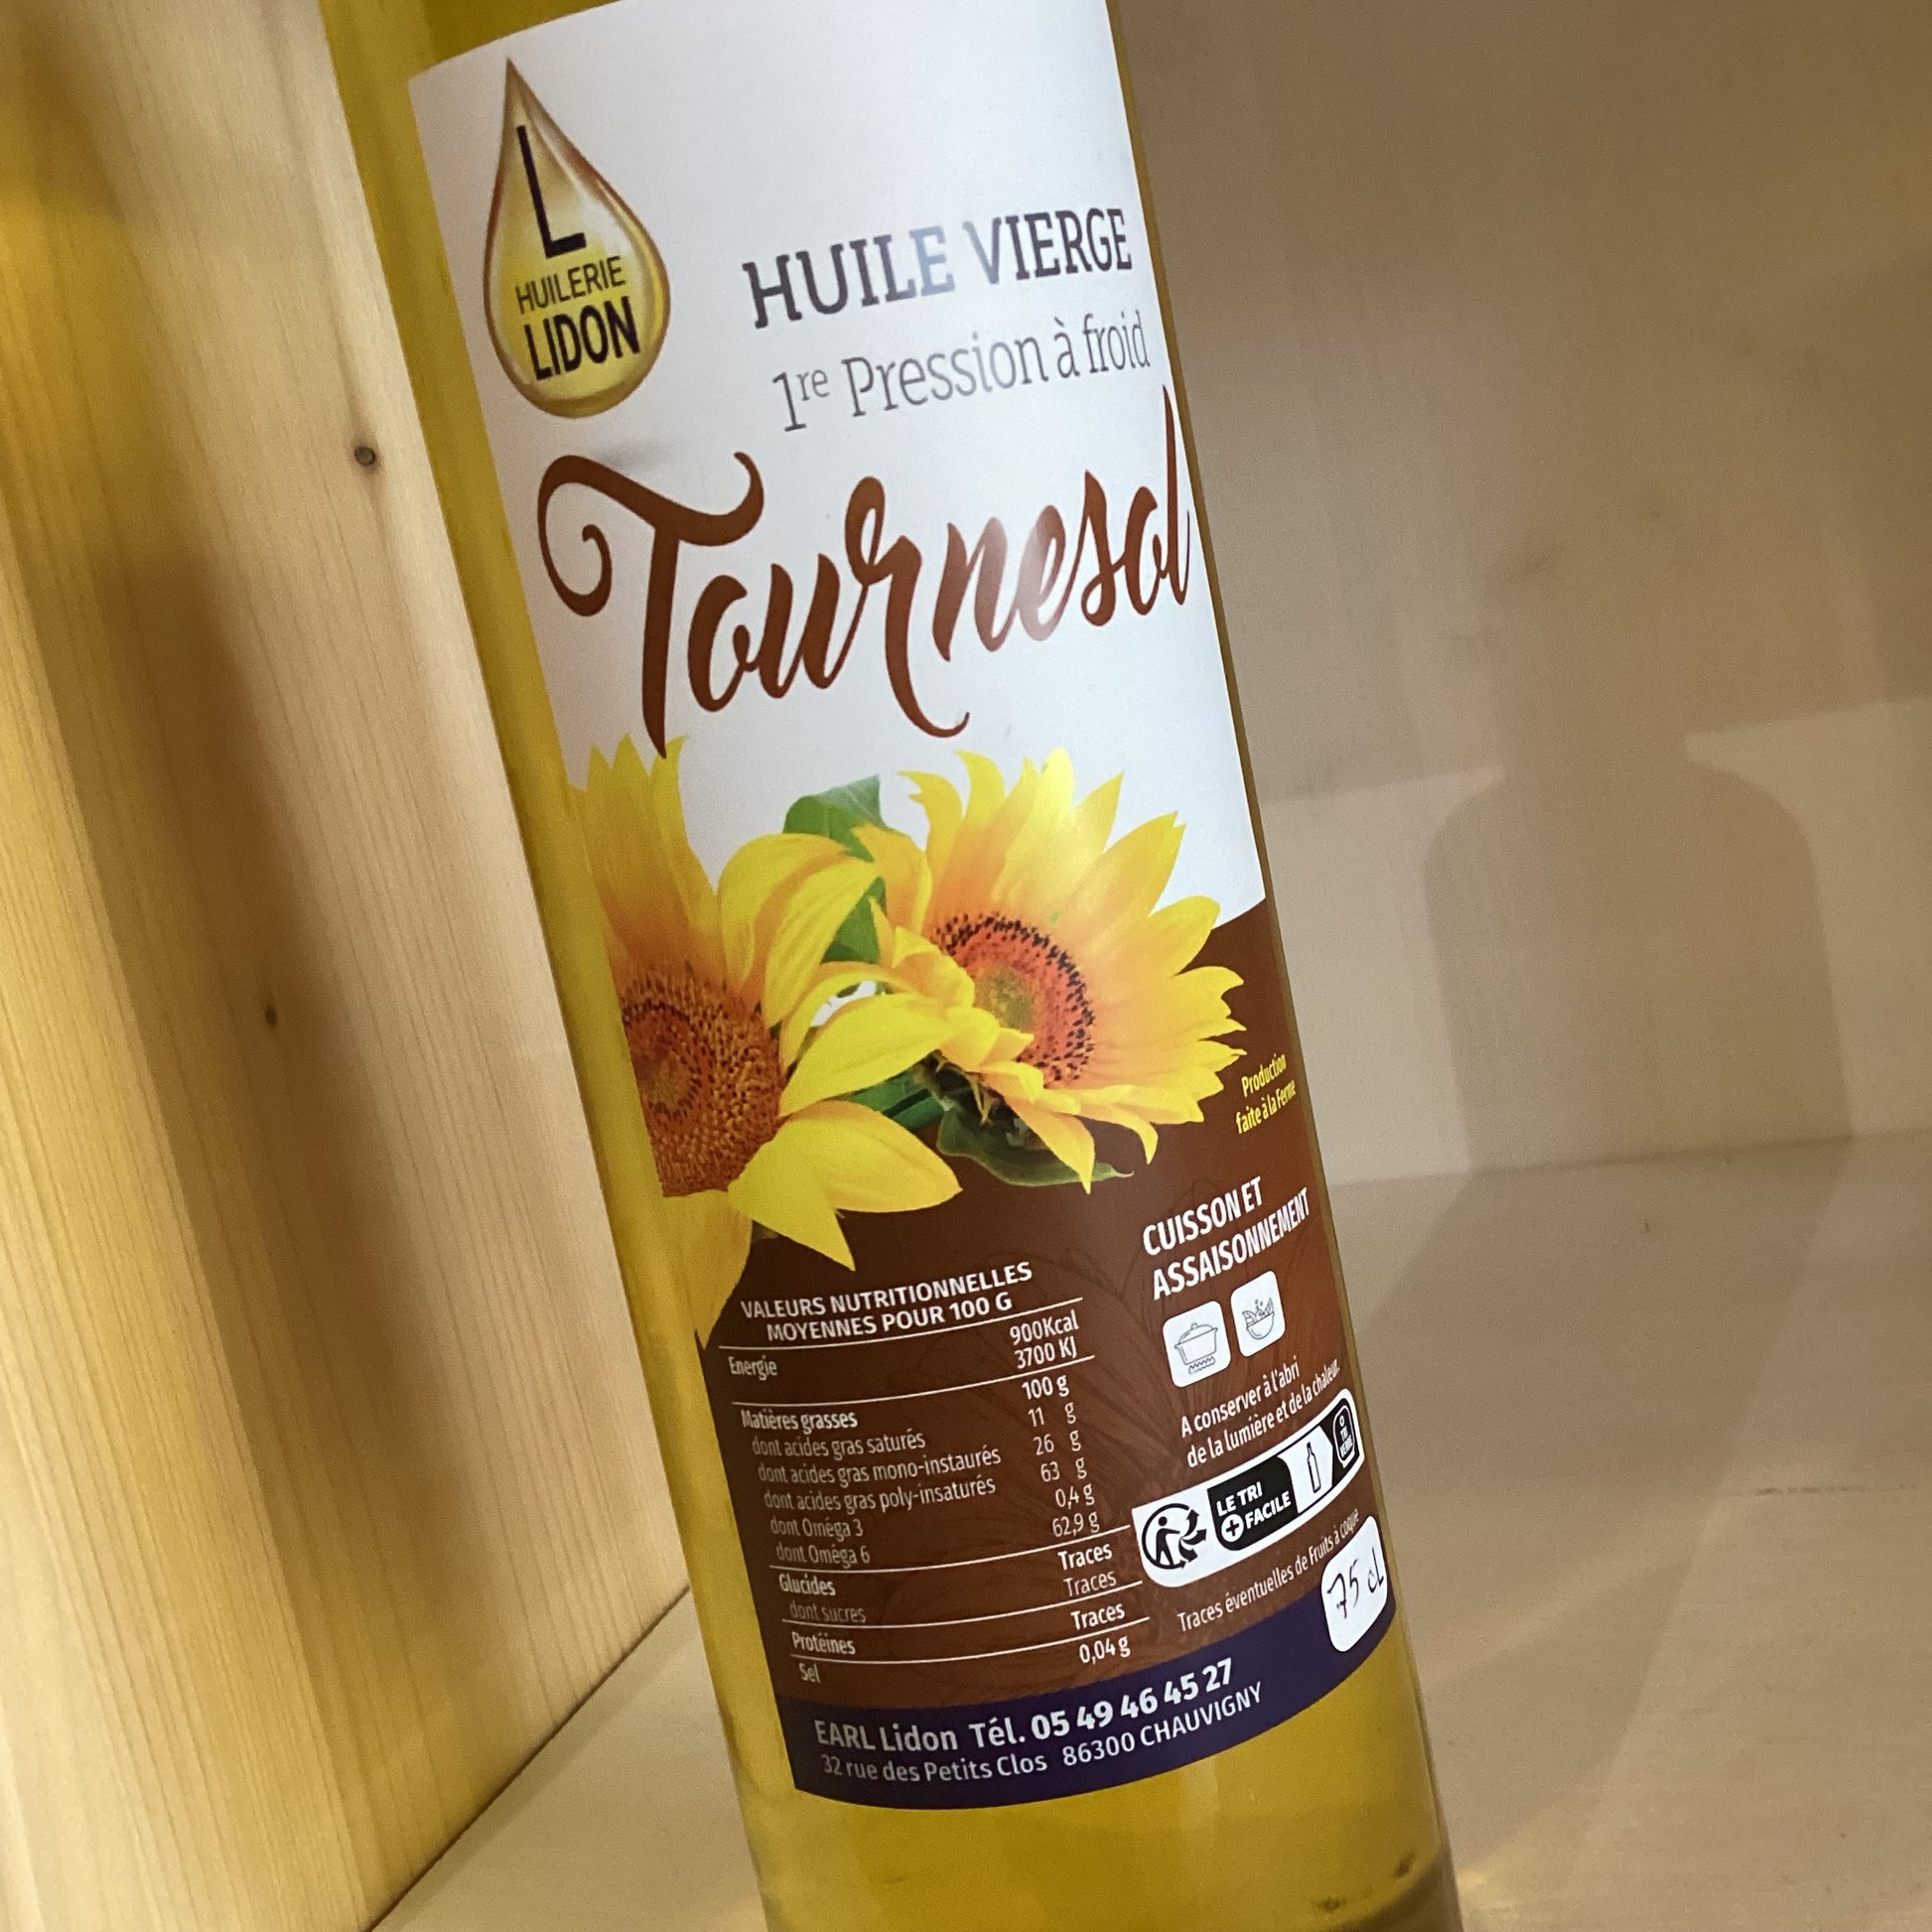 L
HUILERIE
LIDON
HUILE VIERGE
1re Pression à froid
Tournesol
Production
faite à la Ferme
CUISSON ET
ASSAISONNEMENT
VALEURS NUTRITIONNELLES
MOYENNES POUR 100 G
Energie 900Kcal
3700 KJ
Matières grasses 100 g
dont acides gras saturés 11 g
dont acides gras mono-instaurés 26 g
dont acides gras poly-insaturés 63 g
dont Oméga 3 0,4 g
dont Oméga 6 62,9 g
Glucides Traces
dont sucres Traces
Protéines Traces
Sel 0,04 g
A conserver à l'abri
de la lumière et de la chaleur.
LE TRI
+ FACILE
Traces éventuelles de Fruits à coque
75 cl
EARL Lidon Tél. 05 49 46 45 27
32 rue des Petits Clos 86300 CHAUVIGNY